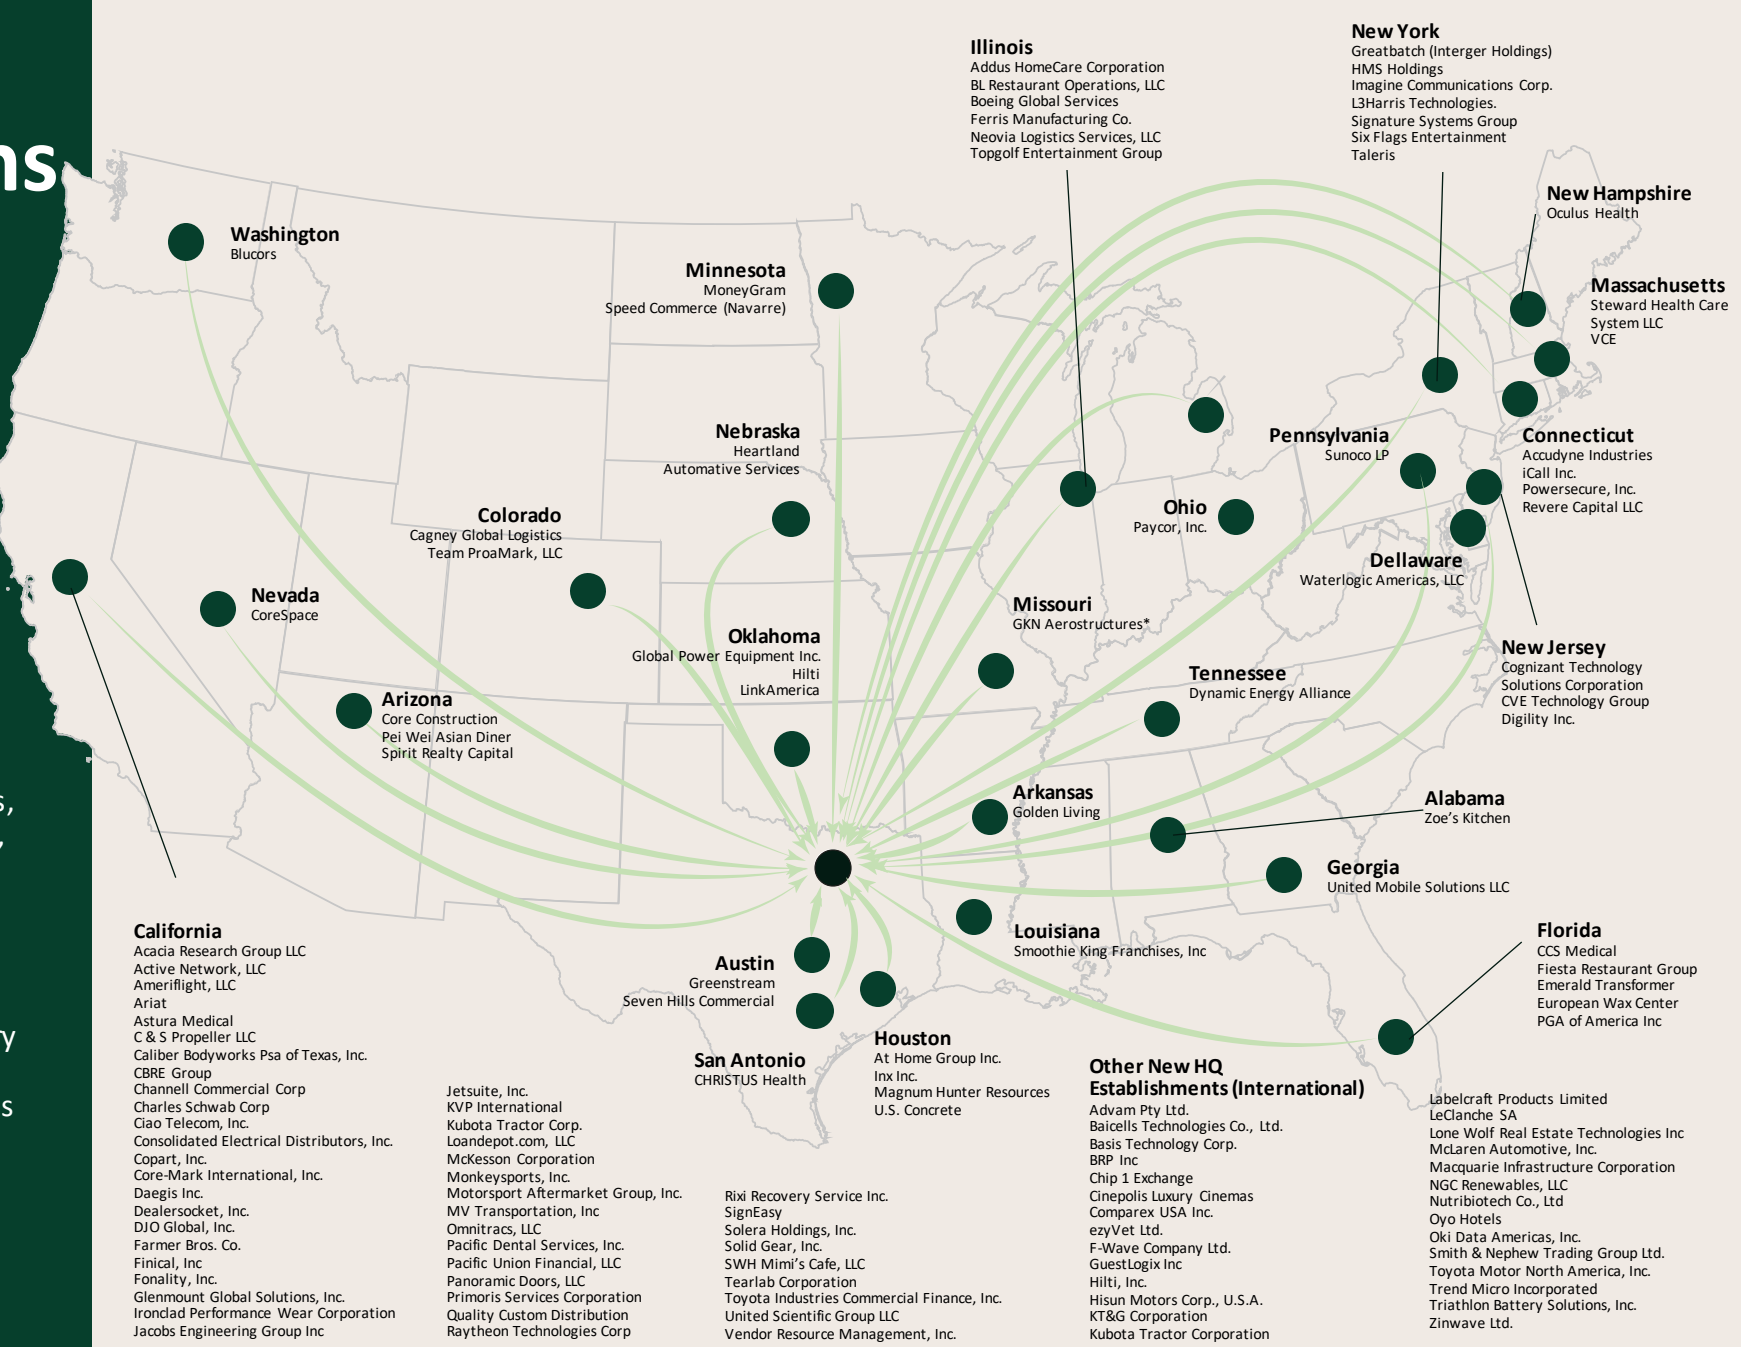 ns
s,
,
ry
s
Illinois
Addus HomeCare Corporation
BL Restaurant Operations, LLC
Boeing Global Services
Ferris Manufacturing Co.
Neovia Logistics Services, LLC
Topgolf Entertainment Group
New York
Greatbatch (Interger Holdings)
HMS Holdings
Imagine Communications Corp.
L3Harris Technologies.
Signature Systems Group
Six Flags Entertainment
Taleris
New Hampshire
Oculus Health
Washington
Blucors
Minnesota
MoneyGram
Speed Commerce (Navarre)
Massachusetts
Steward Health Care
System LLC
VCE
Nebraska
Heartland
Automative Services
Pennsylvania
Sunoco LP
Connecticut
Accudyne Industries
iCall Inc.
Powersecure, Inc.
Revere Capital LLC
Colorado
Cagney Global Logistics
Team ProaMark, LLC
Ohio
Paycor, Inc.
Dellaware
Waterlogic Americas, LLC
Nevada
CoreSpace
Missouri
GKN Aerostructures*
Oklahoma
Global Power Equipment Inc.
Hilti
LinkAmerica
New Jersey
Cognizant Technology
Solutions Corporation
CVE Technology Group
Digility Inc.
Tennessee
Dynamic Energy Alliance
Arizona
Core Construction
Pei Wei Asian Diner
Spirit Realty Capital
Arkansas
Golden Living
Alabama
Zoe's Kitchen
Georgia
United Mobile Solutions LLC
Louisiana
Smoothie King Franchises, Inc
Florida
CCS Medical
Fiesta Restaurant Group
Emerald Transformer
European Wax Center
PGA of America Inc
Austin
Greenstream
Seven Hills Commercial
San Antonio
CHRISTUS Health
Houston
At Home Group Inc.
Inx Inc.
Magnum Hunter Resources
U.S. Concrete
California
Acacia Research Group LLC
Active Network, LLC
Ameriflight, LLC
Ariat
Astura Medical
C & S Propeller LLC
Caliber Bodyworks Psa of Texas, Inc.
CBRE Group
Channell Commercial Corp
Charles Schwab Corp
Ciao Telecom, Inc.
Consolidated Electrical Distributors, Inc.
Copart, Inc.
Core-Mark International, Inc.
Daegis Inc.
Dealersocket, Inc.
DJO Global, Inc.
Farmer Bros. Co.
Finical, Inc
Fonality, Inc.
Glenmount Global Solutions, Inc.
Ironclad Performance Wear Corporation
Jacobs Engineering Group Inc
Jetsuite, Inc.
KVP International
Kubota Tractor Corp.
Loandepot.com, LLC
McKesson Corporation
Monkeysports, Inc.
Motorsport Aftermarket Group, Inc.
MV Transportation, Inc
Omnitracs, LLC
Pacific Dental Services, Inc.
Pacific Union Financial, LLC
Panoramic Doors, LLC
Primoris Services Corporation
Quality Custom Distribution
Raytheon Technologies Corp
Rixi Recovery Service Inc.
SignEasy
Solera Holdings, Inc.
Solid Gear, Inc.
SWH Mimi's Cafe, LLC
Tearlab Corporation
Toyota Industries Commercial Finance, Inc.
United Scientific Group LLC
Vendor Resource Management, Inc.
Other New HQ
Establishments (International)
Advam Pty Ltd.
Baicells Technologies Co., Ltd.
Basis Technology Corp.
BRP Inc
Chip 1 Exchange
Cinepolis Luxury Cinemas
Comparex USA Inc.
ezyVet Ltd.
F-Wave Company Ltd.
GuestLogix Inc
Hilti, Inc.
Hisun Motors Corp., U.S.A.
KT&G Corporation
Kubota Tractor Corporation
Labelcraft Products Limited
LeClanche SA
Lone Wolf Real Estate Technologies Inc
McLaren Automotive, Inc.
Macquarie Infrastructure Corporation
NGC Renewables, LLC
Nutribiotech Co., Ltd
Oyo Hotels
Oki Data Americas, Inc.
Smith & Nephew Trading Group Ltd.
Toyota Motor North America, Inc.
Trend Micro Incorporated
Triathlon Battery Solutions, Inc.
Zinwave Ltd.